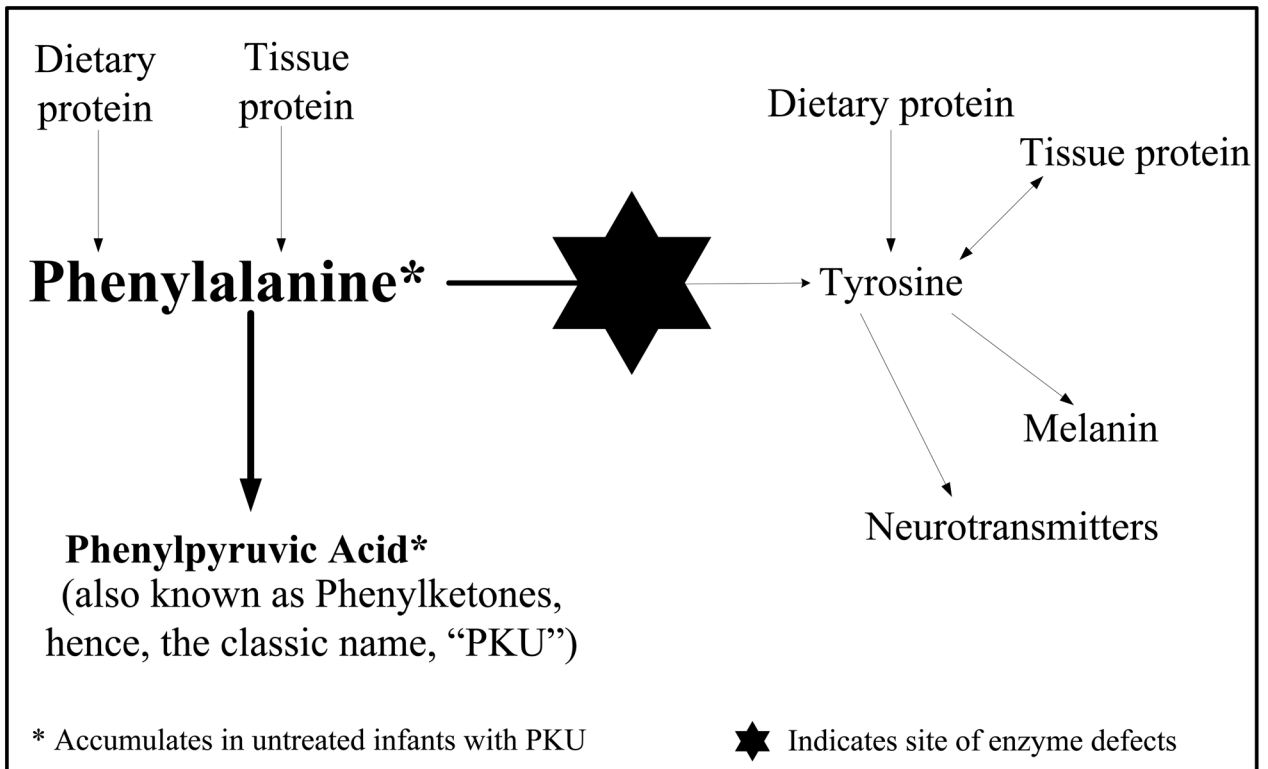 Dietary
protein
Tissue
protein
Dietary protein
Tissue protein
Phenylalanine*
Tyrosine
Melanin
Neurotransmitters
Phenylpyruvic Acid*
(also known as Phenylketones,
hence, the classic name, “PKU”)
* Accumulates in untreated infants with PKU
Indicates site of enzyme defects